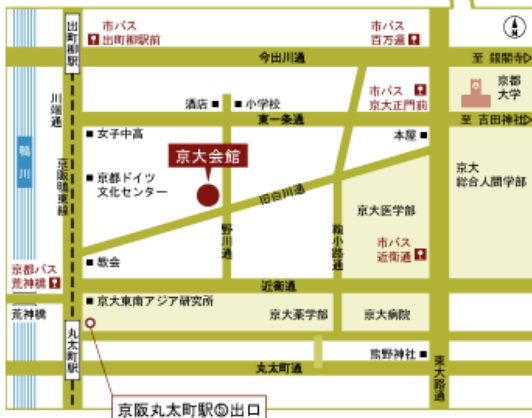 出町柳駅
市バス
出町柳駅前
市バス
百万遍
今出川通
至 銀閣寺
京都
大学
川端通
酒店
小学校
市バス
京大正門前
東一条通
至 吉田神社
女子中高
本屋
鴨川
京阪鴨東線
京大会館
京都ドイツ
文化センター
旧白川通
京大
総合人間学部
京大医学部
野川通
鞠小路通
市バス
近衛通
教会
京都バス
荒神橋
近衛通
京大東南アジア研究所
荒神橋
京大薬学部
京大病院
丸太町駅
熊野神社
丸太町通
東大路通
京阪丸太町駅⑤出口